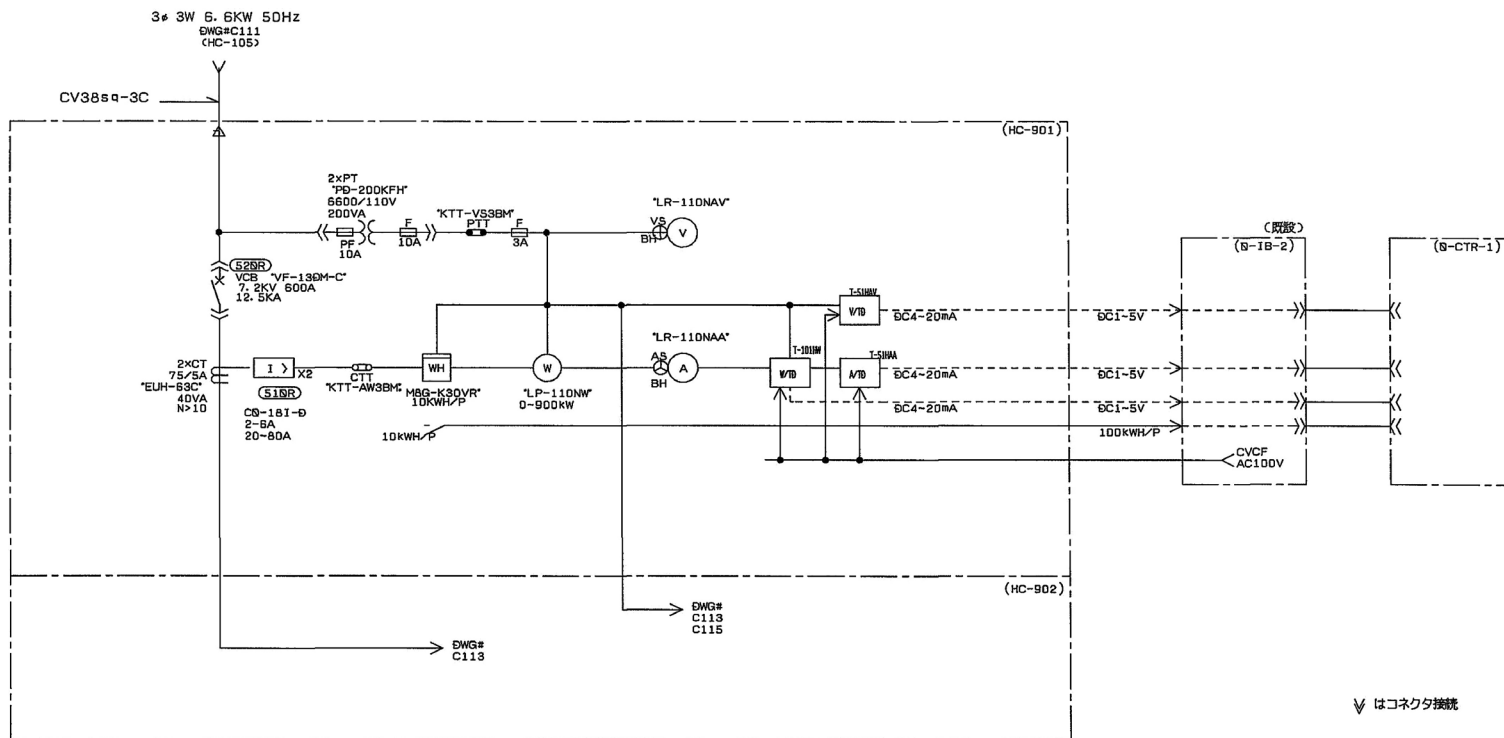 3φ 3W 6.6KW 50Hz
DWG#C111
(HC-105)
CV38sq-3C
(HC-901)
2×PT
"PD-200KFH"
6600/110V
200VA
PF
10A
F
10A
"KTT-VS3BM"
PTT
F
3A
"LR-110NAV"
VS
BH
V
52DR
VCB "VF-13DM-C"
7.2KV 600A
12.5KA
2×CT
75/5A
"EUH-63C"
40VA
N>10
I >
X2
51DR
CO-18I-D
2-6A
20~80A
CTT
"KTT-AW3BM"
WH
M8G-K30VR"
10KWH/P
10kWH/P
W
"LP-110NW"
0-900kW
"LR-110NAA"
AS
BH
A
T-101HW
W/TD
T-51HAV
V/TD
T-51HAA
A/TD
DC4~20mA
DC1~5V
DC4~20mA
DC1~5V
DC4~20mA
DC1~5V
100kWH/P
CVCF
AC100V
(既設)
(D-IB-2)
(D-CTR-1)
(HC-902)
DWG#
C113
C115
DWG#
C113
はコネクタ接続